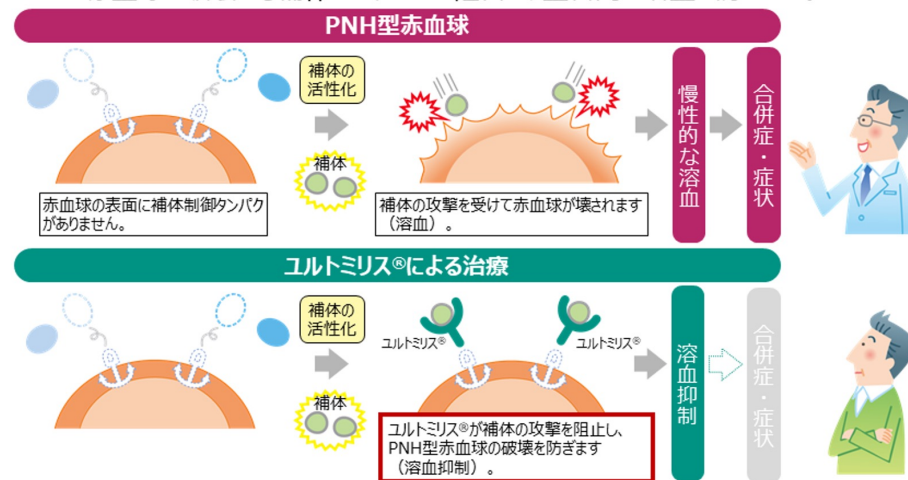 PNH型赤血球
補体の
活性化
補体
赤血球の表面に補体制御タンパク
がありません。
補体の攻撃を受けて赤血球が壊されます
（溶血）。
慢性的な溶血
合併症・症状
ユルトミリス®による治療
補体の
活性化
補体
ユルトミリス®
ユルトミリス®
ユルトミリス®が補体の攻撃を阻止し、
PNH型赤血球の破壊を防ぎます
（溶血抑制）。
溶血抑制
合併症・症状